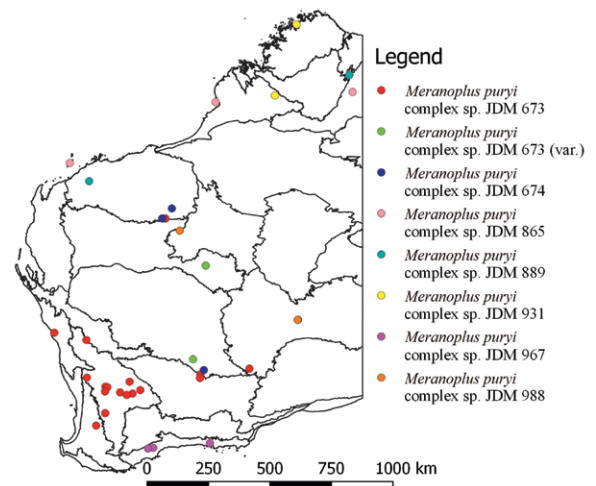 Legend
Meranoplus puryi
complex sp. JDM 673
Meranoplus puryi
complex sp. JDM 673 (var.)
Meranoplus puryi
complex sp. JDM 674
Meranoplus puryi
complex sp. JDM 865
Meranoplus puryi
complex sp. JDM 889
Meranoplus puryi
complex sp. JDM 931
Meranoplus puryi
complex sp. JDM 967
Meranoplus puryi
complex sp. JDM 988
0 250 500 750 1000 km